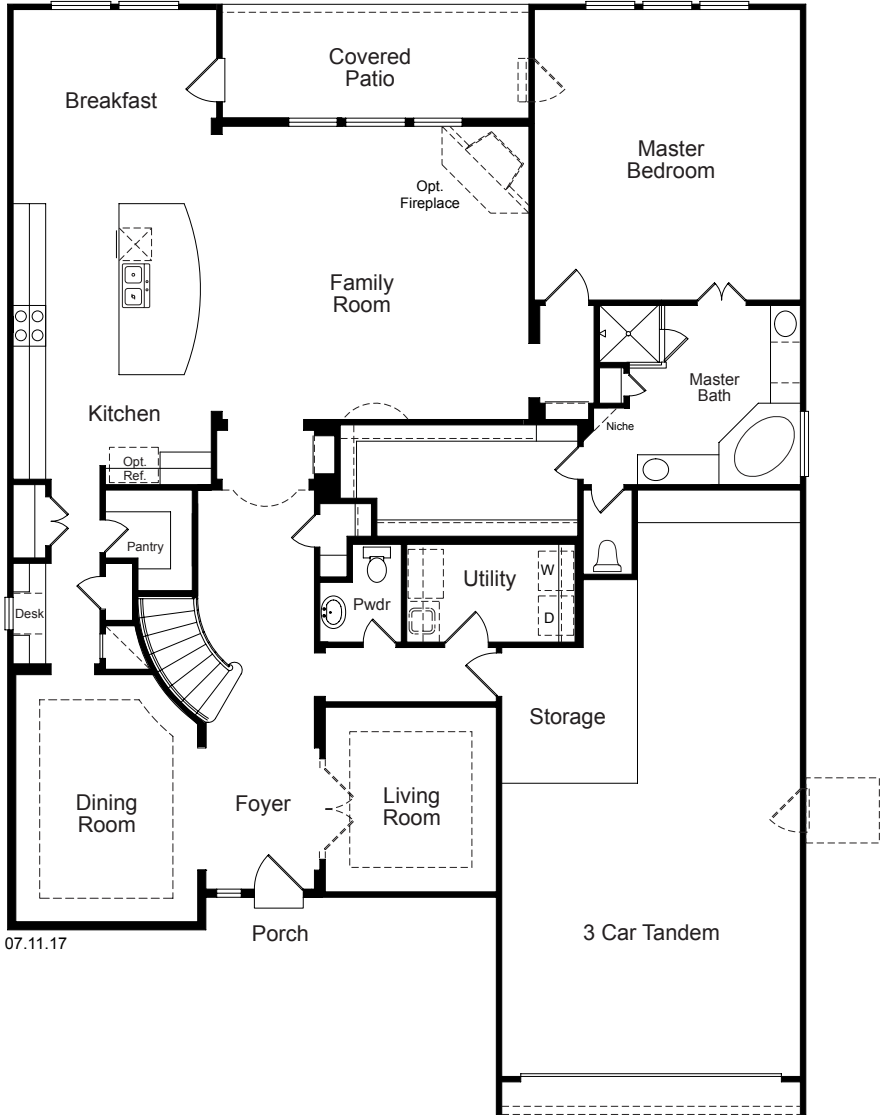 Covered
Patio
Breakfast
Master
Bedroom
Opt.
Fireplace
Family
Room
Master
Bath
Kitchen
Niche
Opt.
Ref.
Pantry
Utility
W
Pwdr
D
Desk
Storage
Dining
Room
Foyer
Living
Room
3 Car Tandem
Porch
07.11.17